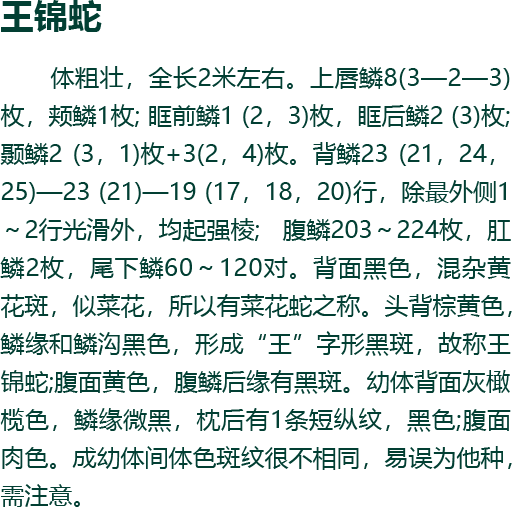 王锦蛇
体粗壮，全长2米左右。上唇鳞8(3—2—3)
枚，颊鳞1枚; 眶前鳞1 (2，3)枚，眶后鳞2 (3)枚;
颞鳞2 (3，1)枚+3(2，4)枚。背鳞23 (21，24，
25)—23 (21)—19 (17，18，20)行，除最外侧1
～2行光滑外，均起强棱; 腹鳞203～224枚，肛
鳞2枚，尾下鳞60～120对。背面黑色，混杂黄
花斑，似菜花，所以有菜花蛇之称。头背棕黄色，
鳞缘和鳞沟黑色，形成“王”字形黑斑，故称王
锦蛇;腹面黄色，腹鳞后缘有黑斑。幼体背面灰橄
榄色，鳞缘微黑，枕后有1条短纵纹，黑色;腹面
肉色。成幼体间体色斑纹很不相同，易误为他种，
需注意。